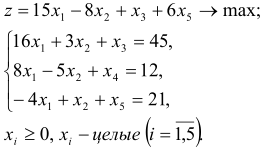 z = 15x₁ − 8x₂ + x₃ + 6x₅ → max;
16x₁ + 3x₂ + x₃ = 45,
8x₁ − 5x₂ + x₄ = 12,
−4x₁ + x₂ + x₅ = 21,
xᵢ ≥ 0, xᵢ − целые (i = 1̅,̅5̅).